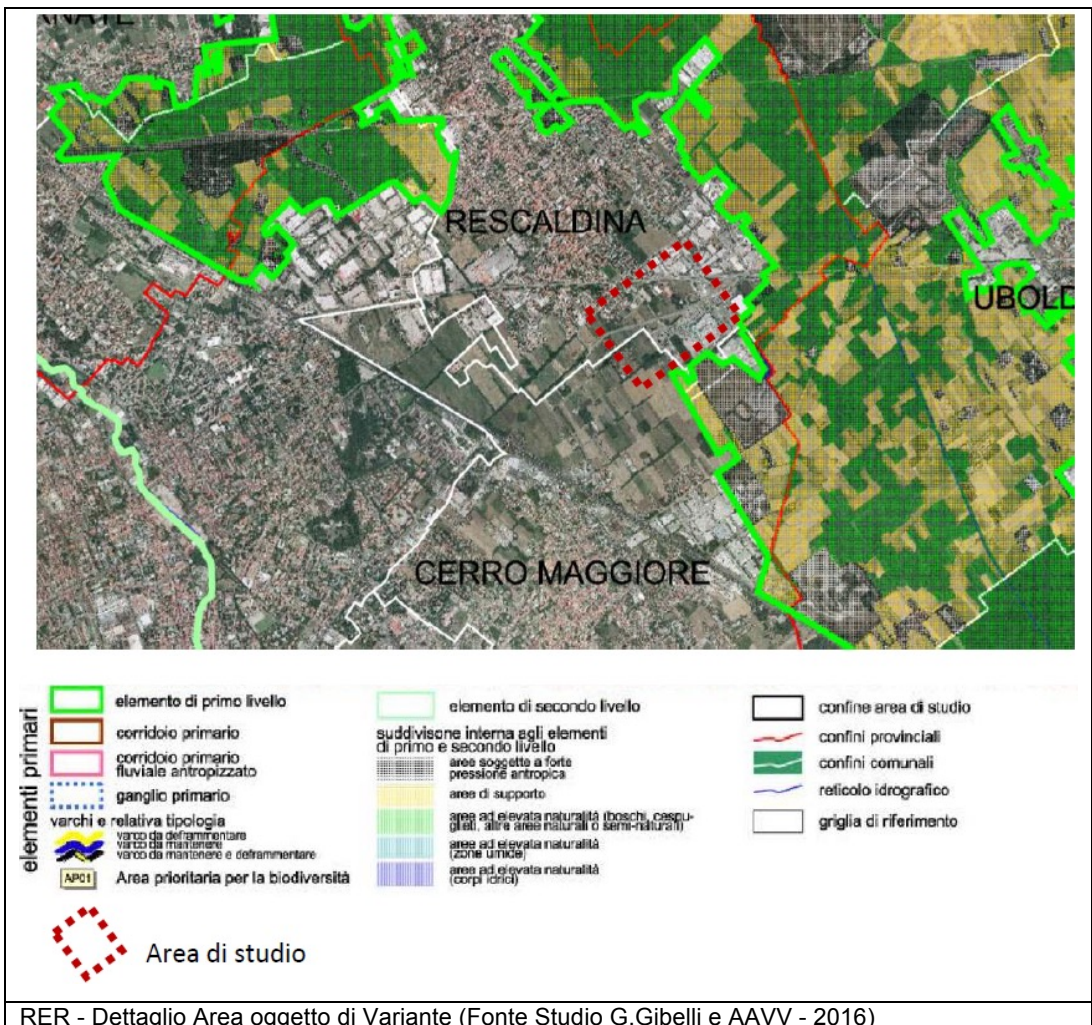 RNATE
RESCALDINA
UBOLD
CERRO MAGGIORE
elementi primari
elemento di primo livello
corridoio primario
corridoio primario
fluviale antropizzato
ganglio primario
varchi e relativa tipologia
varco da deframmentare
varco da mantenere
varco da mantenere e deframmentare
AP01
Area prioritaria per la biodiversità
elemento di secondo livello
suddivisone interna agli elementi
di primo e secondo livello
aree soggette a forte
pressione antropica
aree di supporto
aree ad elevata naturalità (boschi, cespu-
glieti, altre aree naturali o semi-naturali)
aree ad elevata naturalità
(zone umide)
aree ad elevata naturalità
(corpi idrici)
confine area di studio
confini provinciali
confini comunali
reticolo idrografico
griglia di riferimento
Area di studio
RER - Dettaglio Area oggetto di Variante (Fonte Studio G.Gibelli e AAVV - 2016)